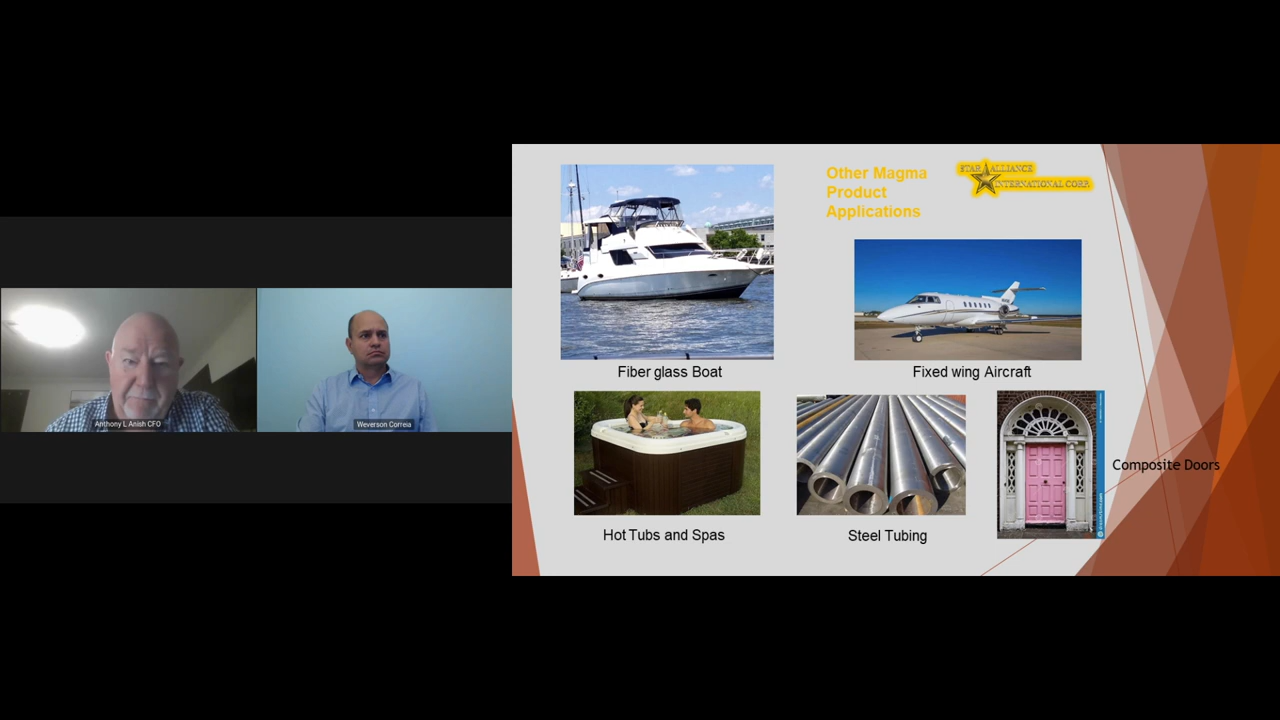 Anthony L Anish CFO
Weverson Correia
Other Magma
Product
Applications
STAR ALLIANCE
INTERNATIONAL CORP.
Fiber glass Boat
Fixed wing Aircraft
Hot Tubs and Spas
Steel Tubing
Composite Doors